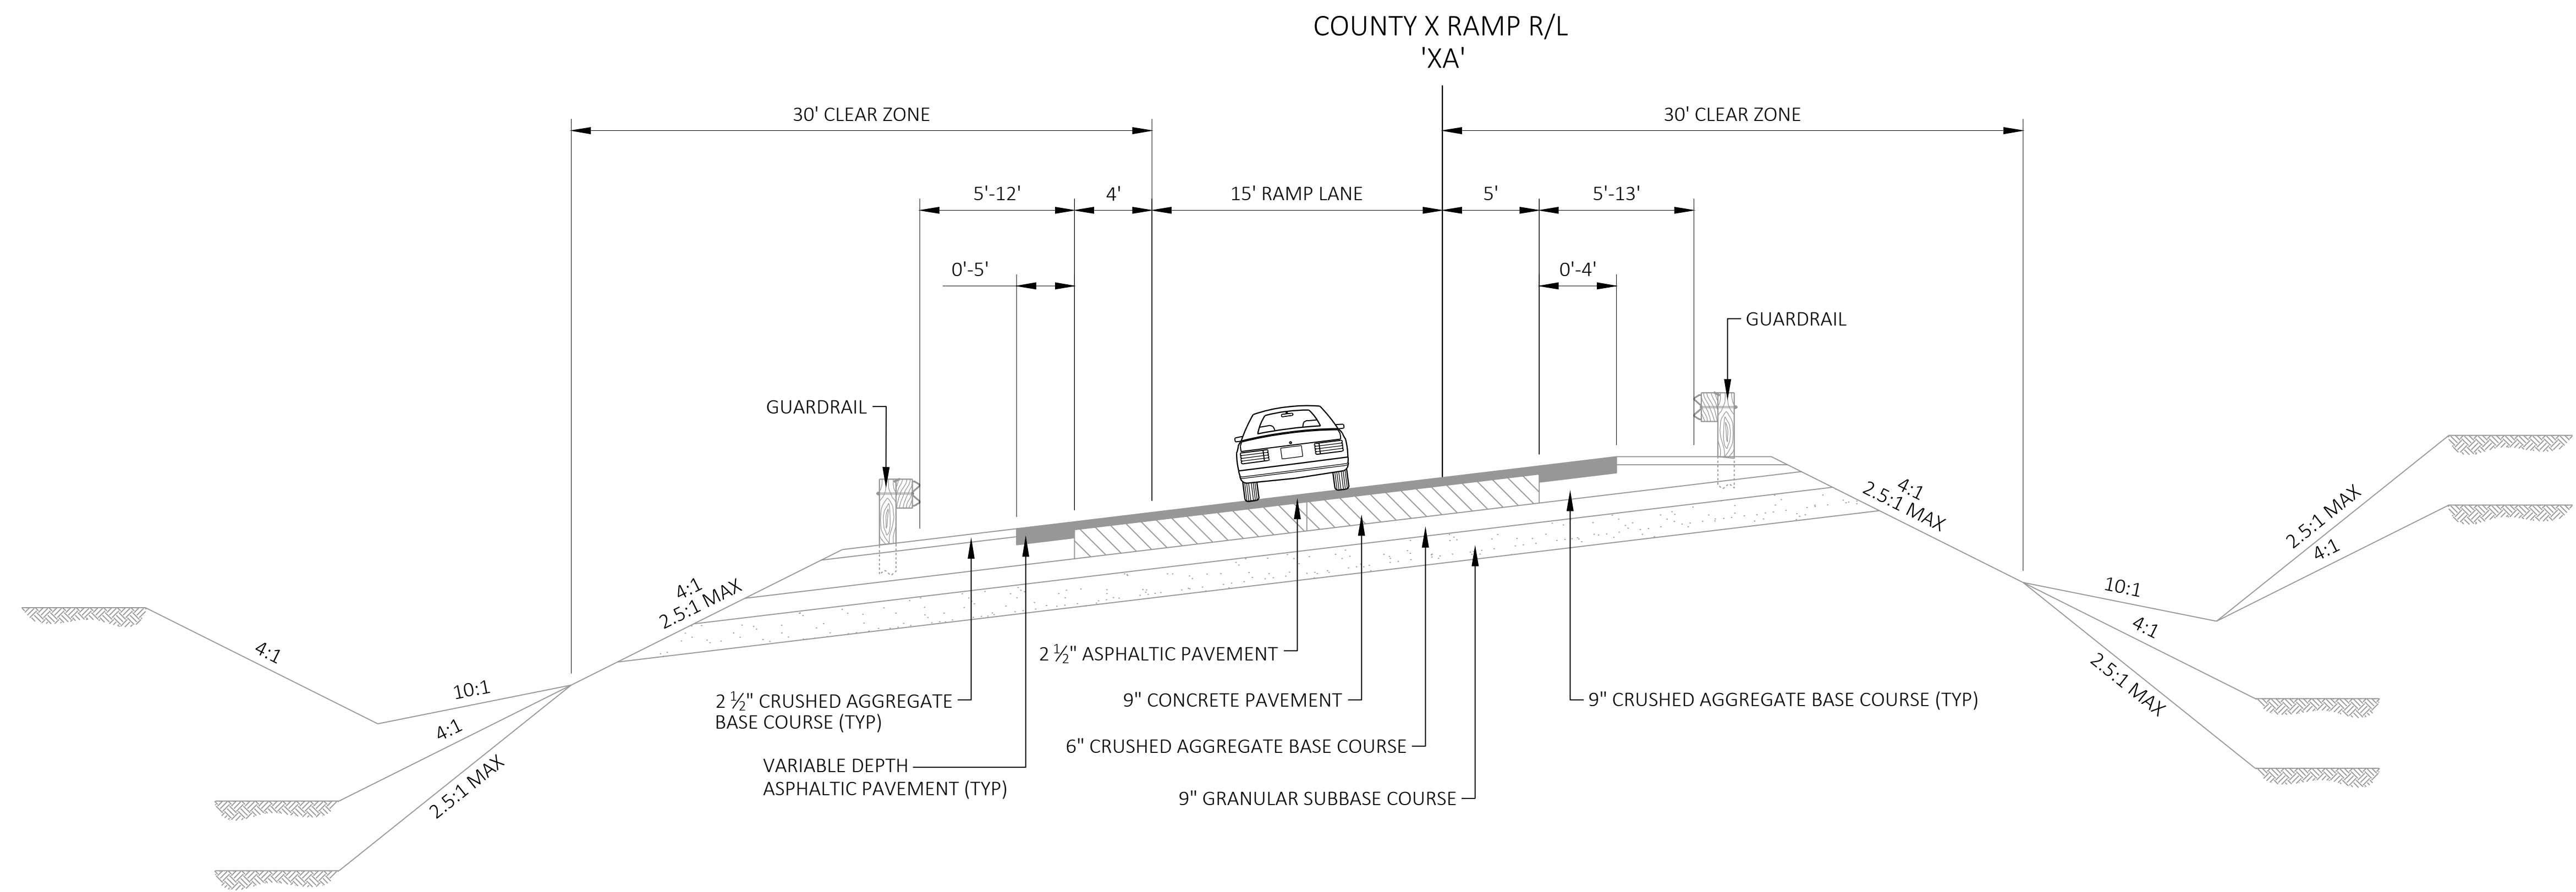 COUNTY X RAMP R/L
'XA'
30' CLEAR ZONE
30' CLEAR ZONE
5'-12'
4'
15' RAMP LANE
5'
5'-13'
0'-5'
0'-4'
GUARDRAIL
GUARDRAIL
4:1
2.5:1 MAX
4:1
2.5:1 MAX
2.5:1 MAX
4:1
10:1
4:1
2.5:1 MAX
4:1
10:1
4:1
2.5:1 MAX
2 ½" ASPHALTIC PAVEMENT
2 ½" CRUSHED AGGREGATE
BASE COURSE (TYP)
9" CONCRETE PAVEMENT
9" CRUSHED AGGREGATE BASE COURSE (TYP)
6" CRUSHED AGGREGATE BASE COURSE
VARIABLE DEPTH
ASPHALTIC PAVEMENT (TYP)
9" GRANULAR SUBBASE COURSE